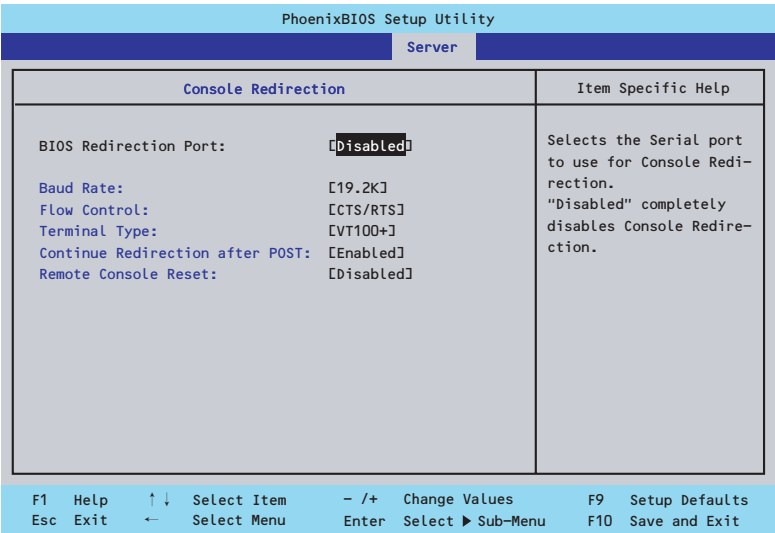 PhoenixBIOS Setup Utility
Server
Console Redirection
Item Specific Help
BIOS Redirection Port: [Disabled]
Baud Rate: [19.2K]
Flow Control: [CTS/RTS]
Terminal Type: [VT100+]
Continue Redirection after POST: [Enabled]
Remote Console Reset: [Disabled]
Selects the Serial port
to use for Console Redi-
rection.
"Disabled" completely
disables Console Redire-
ction.
F1 Help ↑↓ Select Item - /+ Change Values F9 Setup Defaults
Esc Exit ← Select Menu Enter Select ▶ Sub-Menu F10 Save and Exit